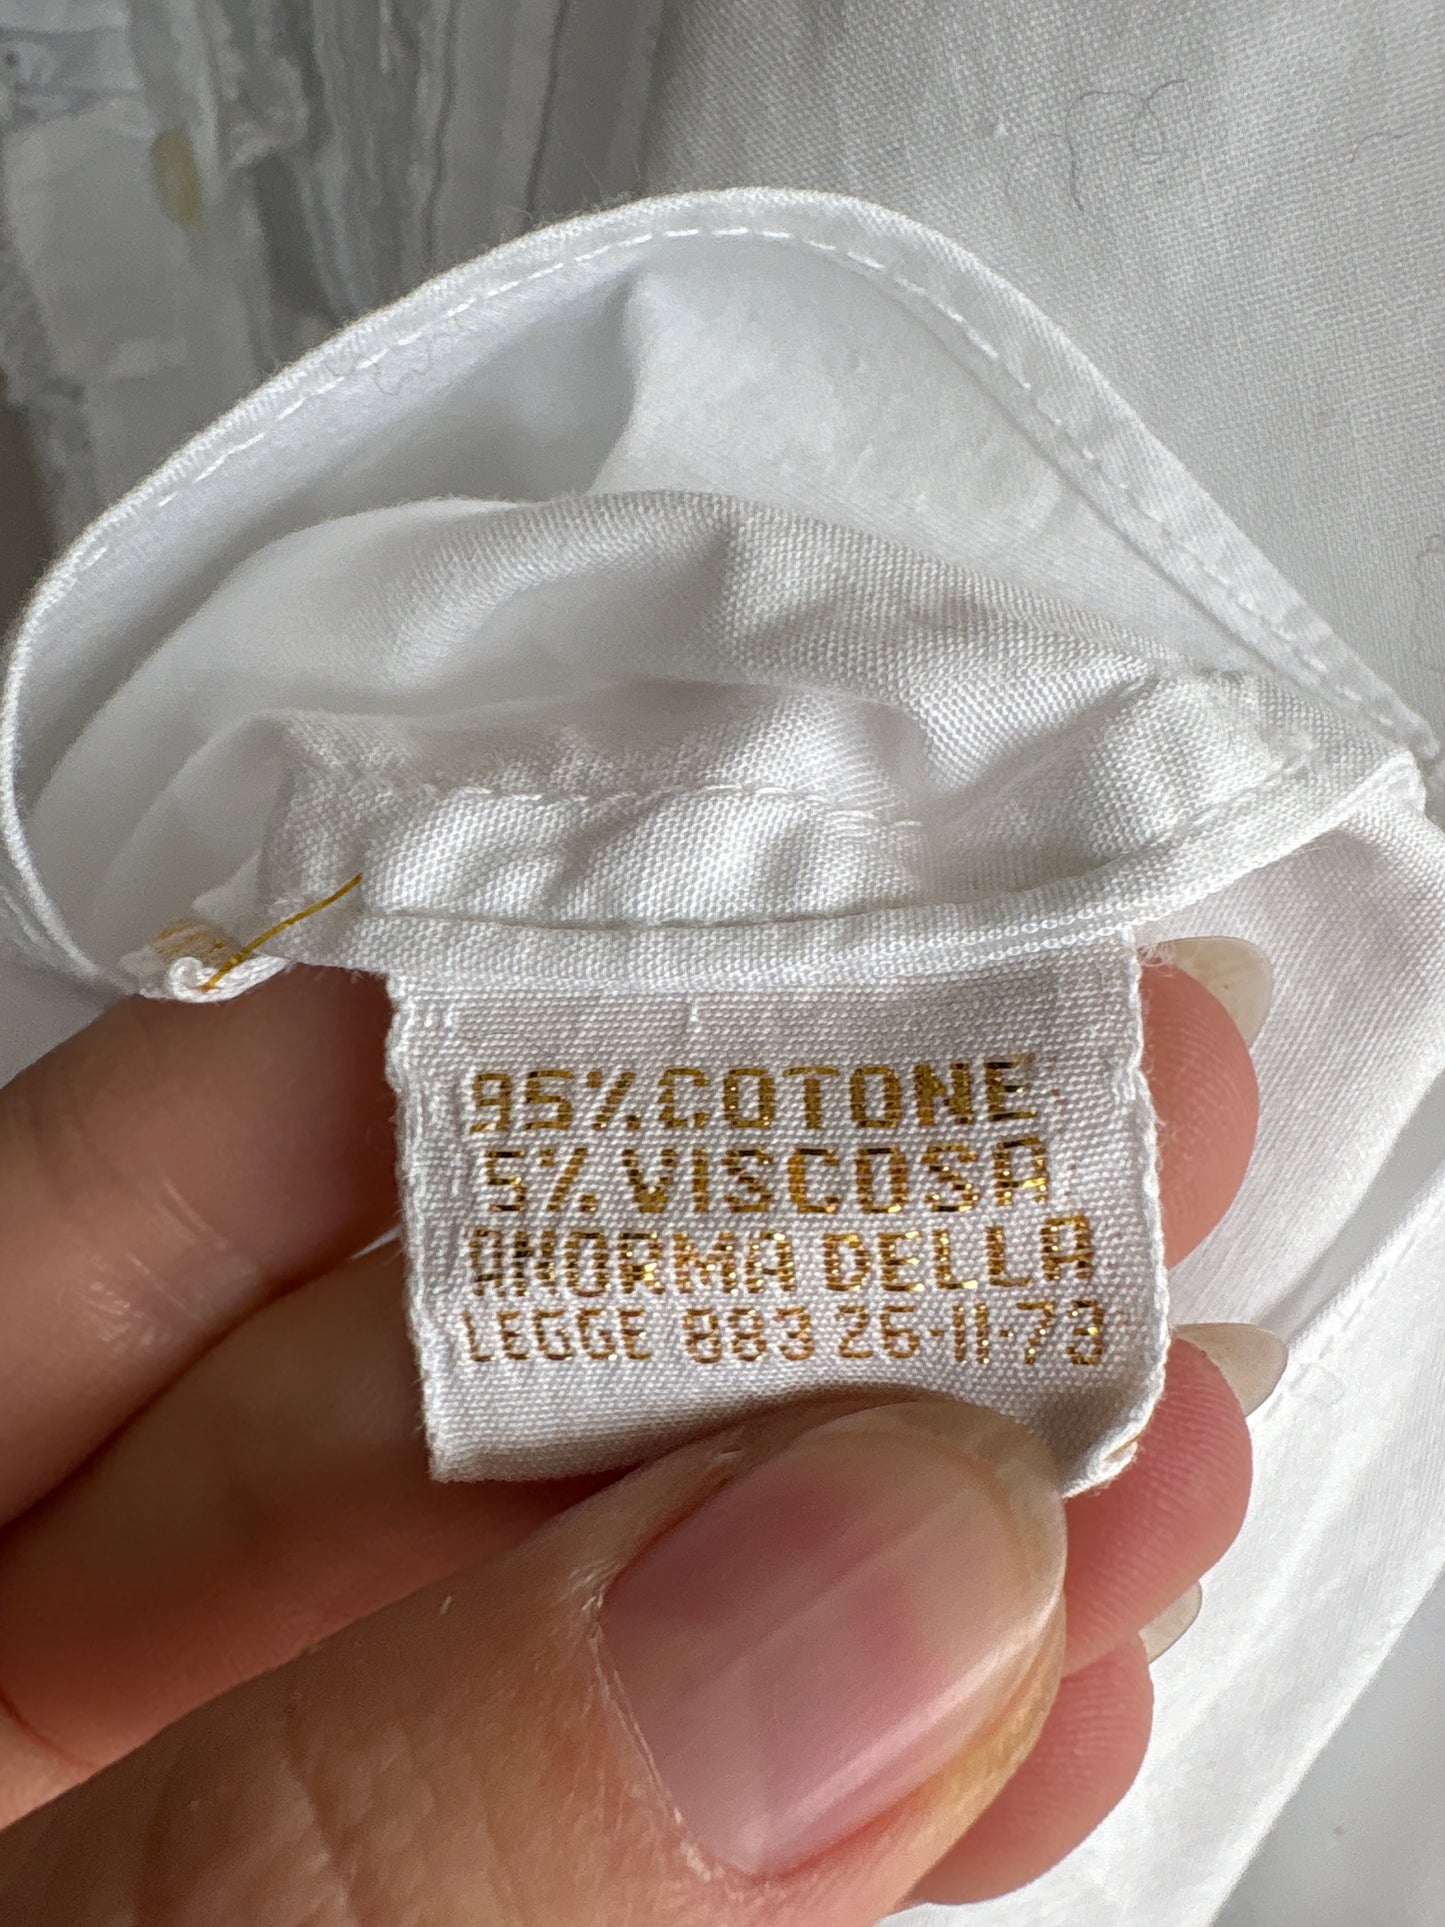 95% COTONE
5% VISCOSA
ANORMA DELLA
LEGGE 883 26-11-73